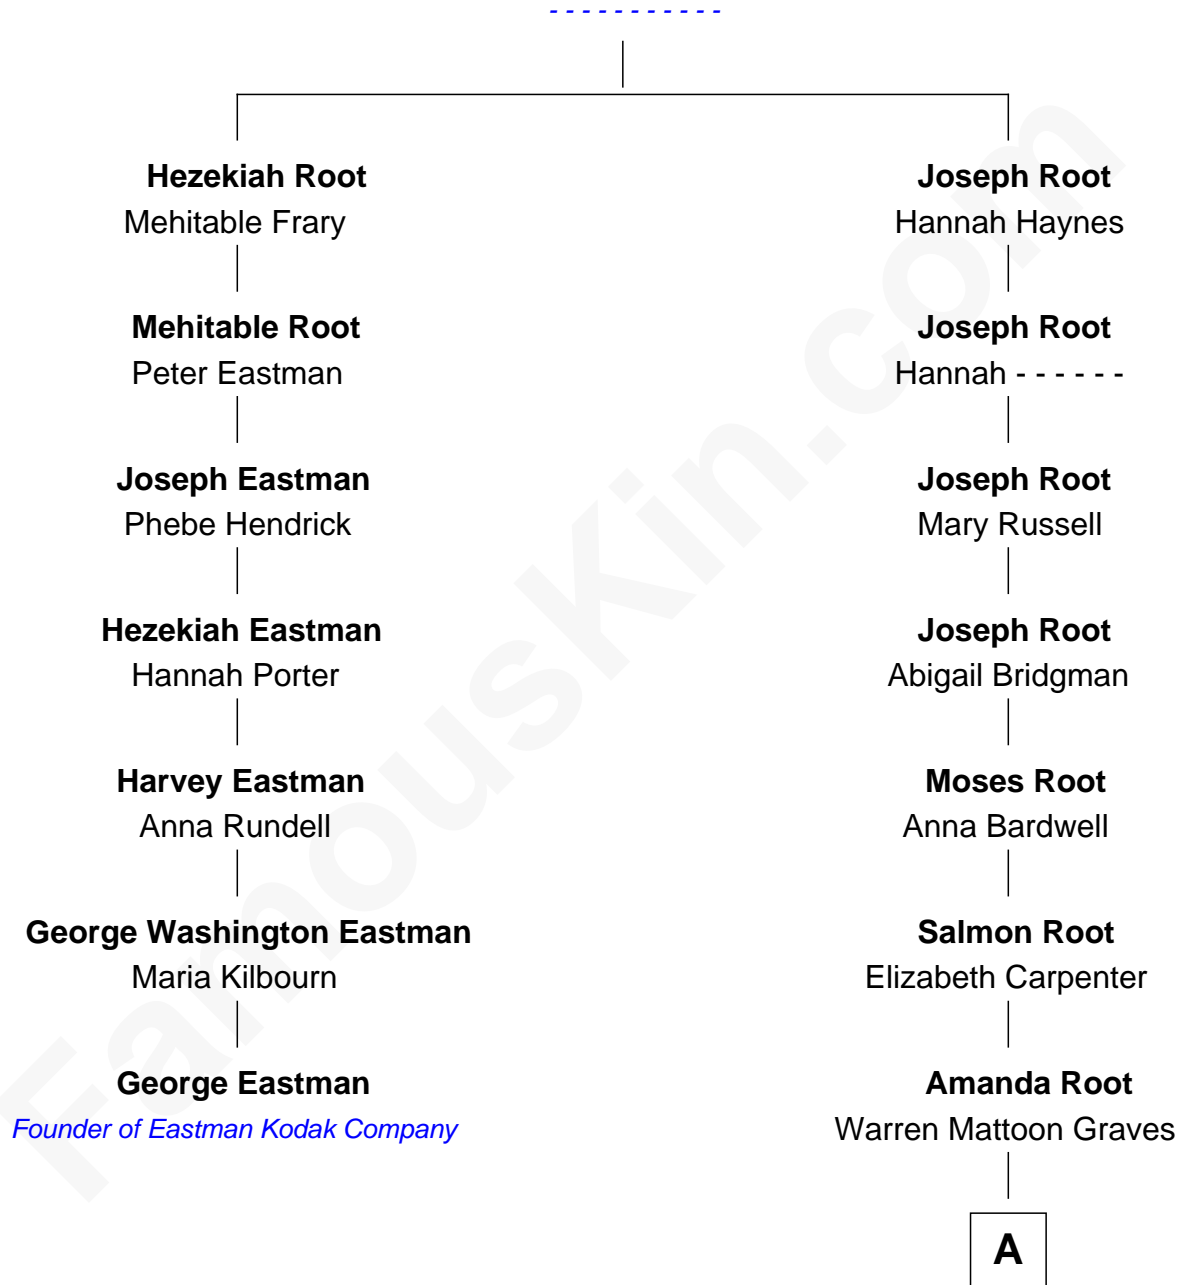 - - - - - - - - - - -
Hezekiah Root
Mehitable Frary
Joseph Root
Hannah Haynes
Mehitable Root
Peter Eastman
Joseph Root
Hannah - - - - - -
Joseph Eastman
Phebe Hendrick
Joseph Root
Mary Russell
Hezekiah Eastman
Hannah Porter
Joseph Root
Abigail Bridgman
Harvey Eastman
Anna Rundell
Moses Root
Anna Bardwell
George Washington Eastman
Maria Kilbourn
Salmon Root
Elizabeth Carpenter
George Eastman
Founder of Eastman Kodak Company
Amanda Root
Warren Mattoon Graves
A
FamousKin.com